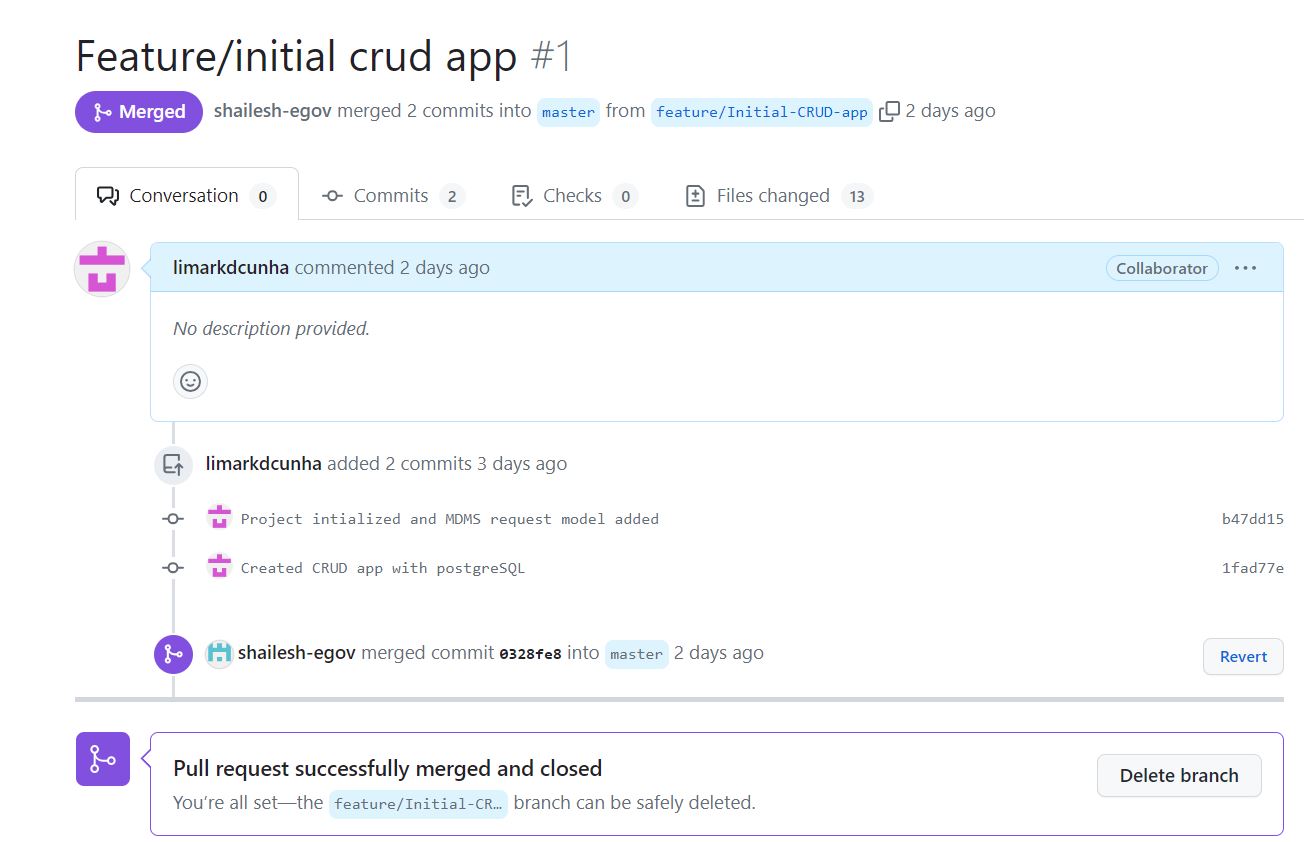 Feature/initial crud app #1
Merged shailesh-egov merged 2 commits into master from feature/Initial-CRUD-app 2 days ago
Conversation 0 Commits 2 Checks 0 Files changed 13
limarkdcunha commented 2 days ago Collaborator ...
No description provided.
limarkdcunha added 2 commits 3 days ago
Project intialized and MDMS request model added b47dd15
Created CRUD app with postgreSQL 1fad77e
shailesh-egov merged commit 0328fe8 into master 2 days ago Revert
Pull request successfully merged and closed
You’re all set—the feature/Initial-CR… branch can be safely deleted.
Delete branch